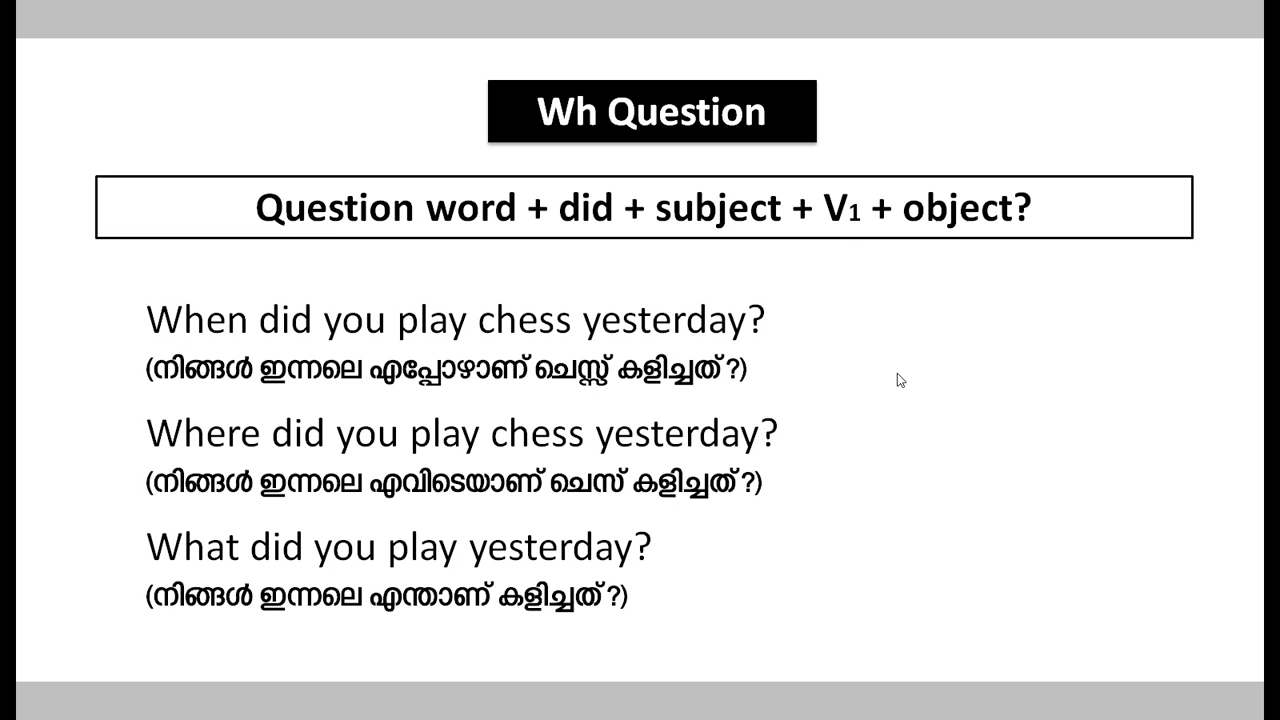 Wh Question
Question word + did + subject + V1 + object?
When did you play chess yesterday?
(നിങ്ങൾ ഇന്നലെ എപ്പോഴാണ് ചെസ്സ് കളിച്ചത് ?)
Where did you play chess yesterday?
(നിങ്ങൾ ഇന്നലെ എവിടെയാണ് ചെസ് കളിച്ചത് ?)
What did you play yesterday?
(നിങ്ങൾ ഇന്നലെ എന്താണ് കളിച്ചത് ?)